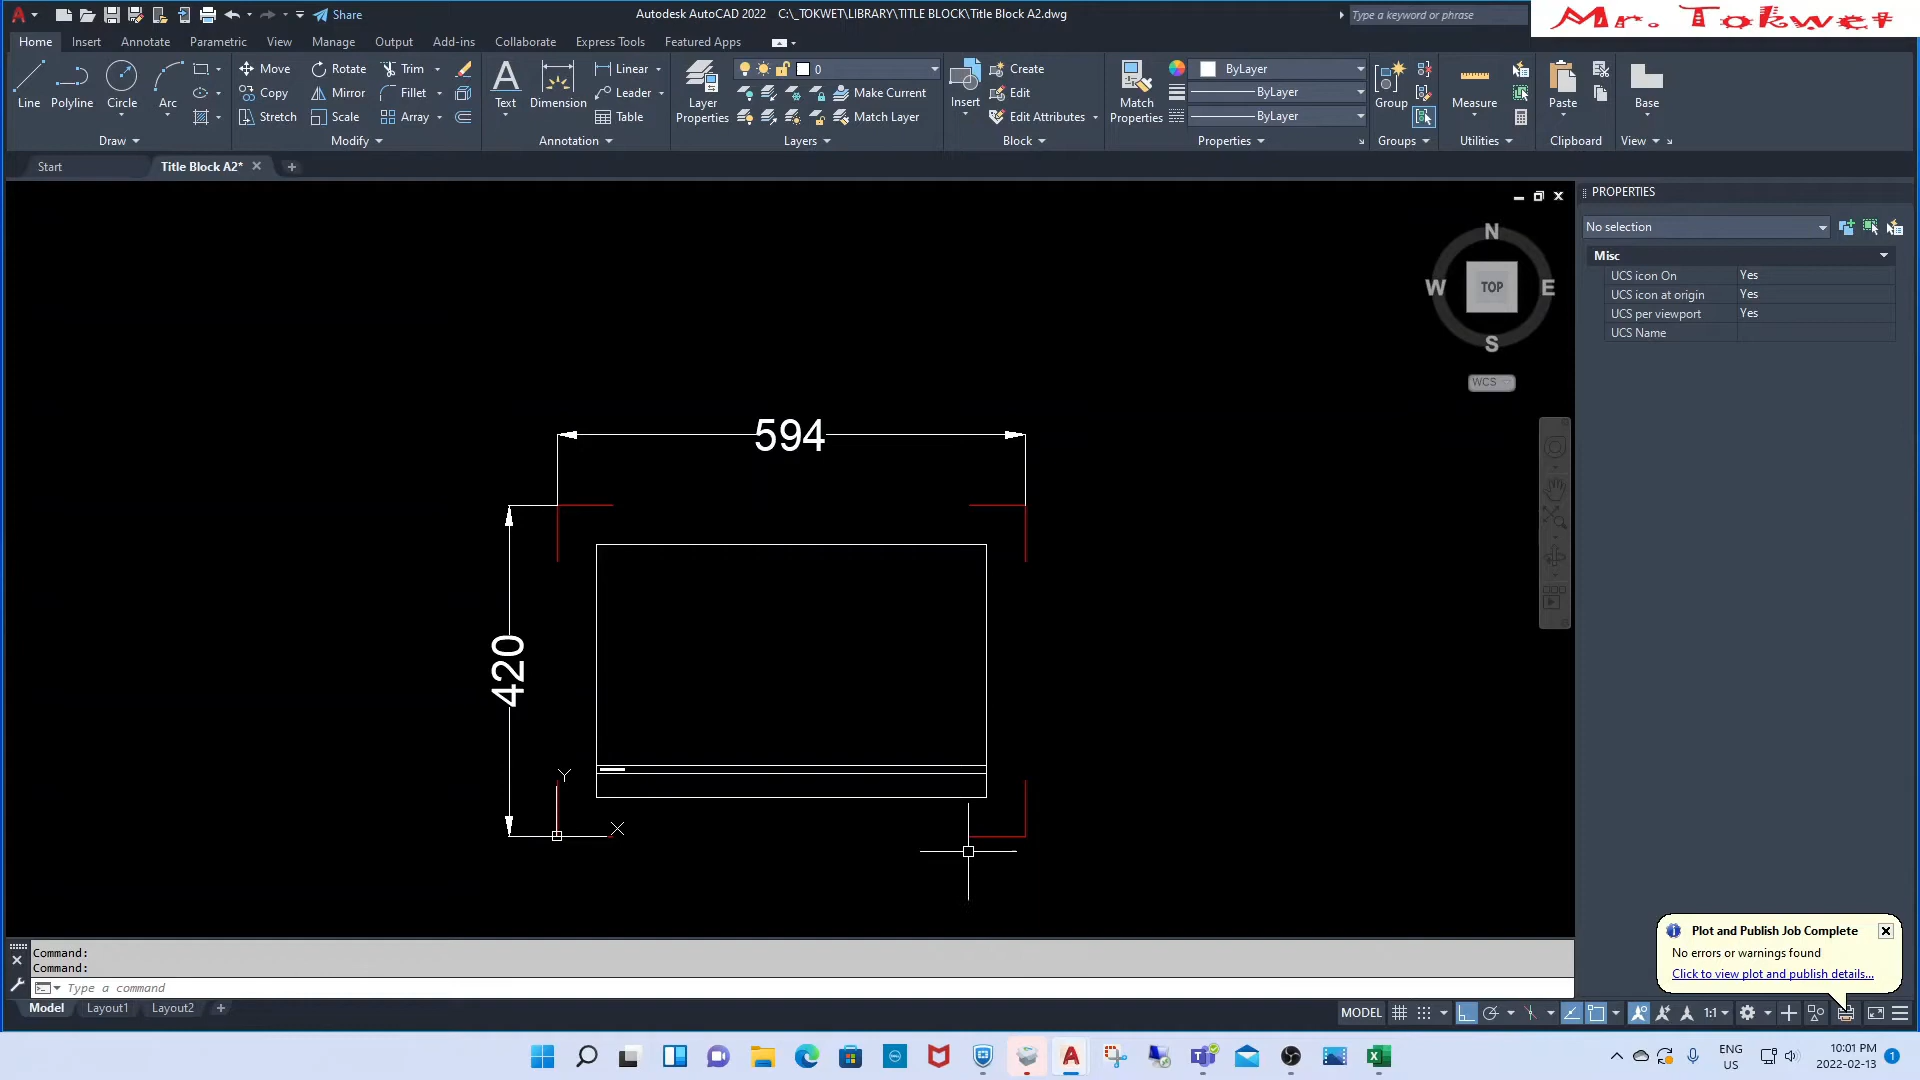 Share
Autodesk AutoCAD 2022 C:\_TOKWET\LIBRARY\TITLE BLOCK\Title Block A2.dwg
Type a keyword or phrase
Mr. Tokwet
Home Insert Annotate Parametric View Manage Output Add-ins Collaborate Express Tools Featured Apps
Line Polyline Circle Arc
Move Rotate Trim
Copy Mirror Fillet
Stretch Scale Array
Text Dimension
Linear
Leader
Table
Layer Properties
0
Make Current
Match Layer
Insert
Create
Edit
Edit Attributes
Match Properties
ByLayer
ByLayer
ByLayer
Group
Measure
Paste
Base
Draw Modify Annotation Layers Block Properties Groups Utilities Clipboard View
Start Title Block A2*
PROPERTIES
No selection
Misc
UCS icon On Yes
UCS icon at origin Yes
UCS per viewport Yes
UCS Name
N
W TOP E
S
WCS
594
420
Y
X
Command:
Command:
Type a command
Plot and Publish Job Complete
No errors or warnings found
Click to view plot and publish details...
Model Layout1 Layout2
MODEL 1:1
ENG
US
10:01 PM
2022-02-13
1